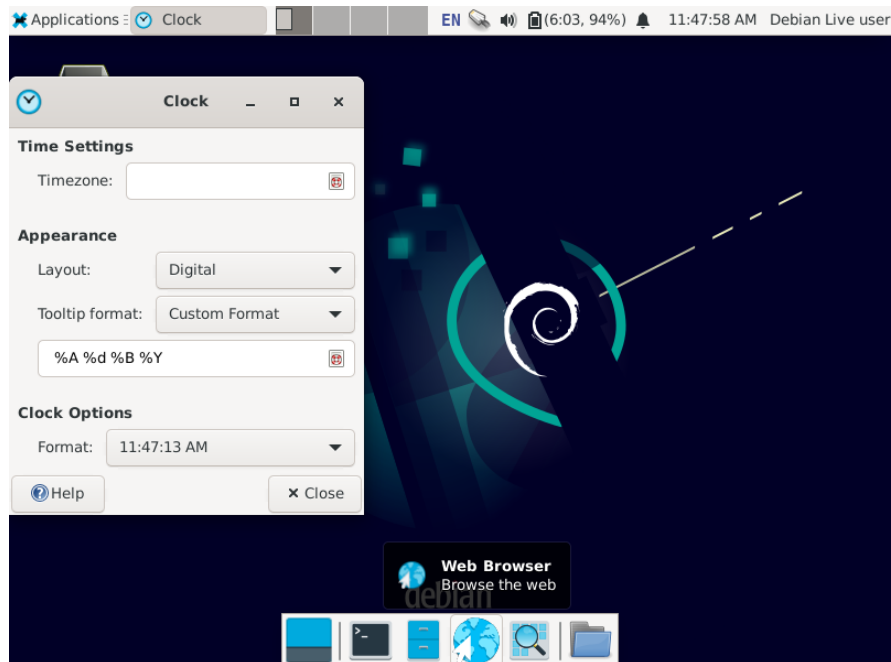 Applications Clock EN (6:03, 94%) 11:47:58 AM Debian Live user
Clock
Time Settings
Timezone:
Appearance
Layout: Digital
Tooltip format: Custom Format
%A %d %B %Y
Clock Options
Format: 11:47:13 AM
Help Close
Web Browser
Browse the web
debian